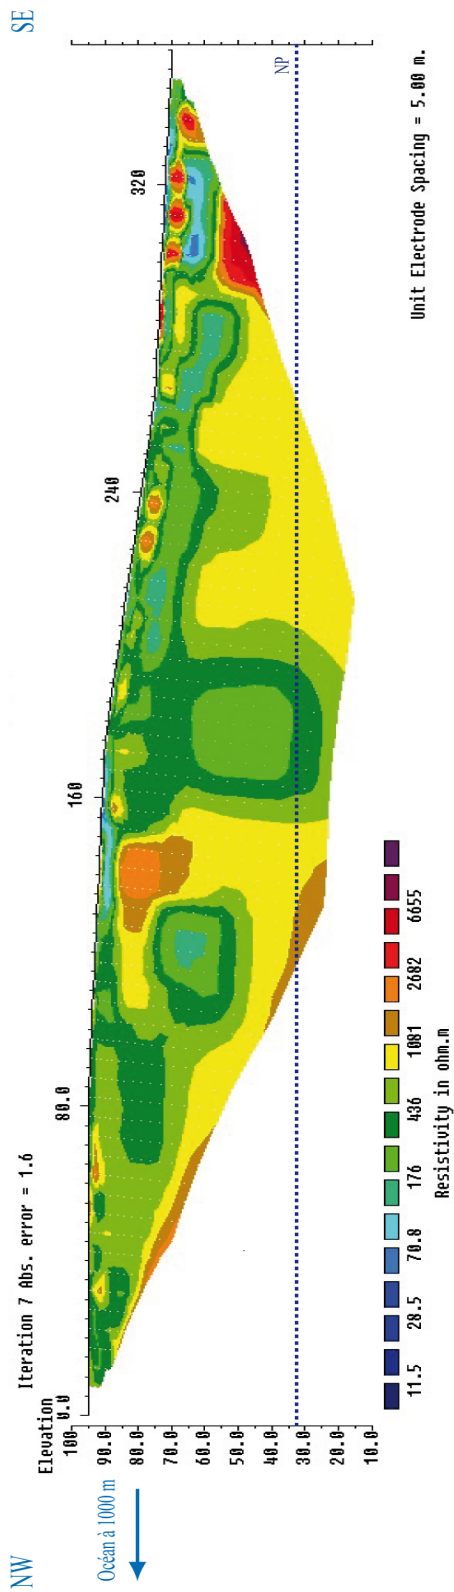 NW
SE
Océan à 1000 m
Iteration 7 Abs. error = 1.6
Elevation
0.0
80.0
160
240
320
100
90.0
80.0
70.0
60.0
50.0
40.0
30.0
20.0
10.0
NP
11.5 28.5 70.8 176 436 1081 2682 6655
Resistivity in ohm.m
Unit Electrode Spacing = 5.00 m.